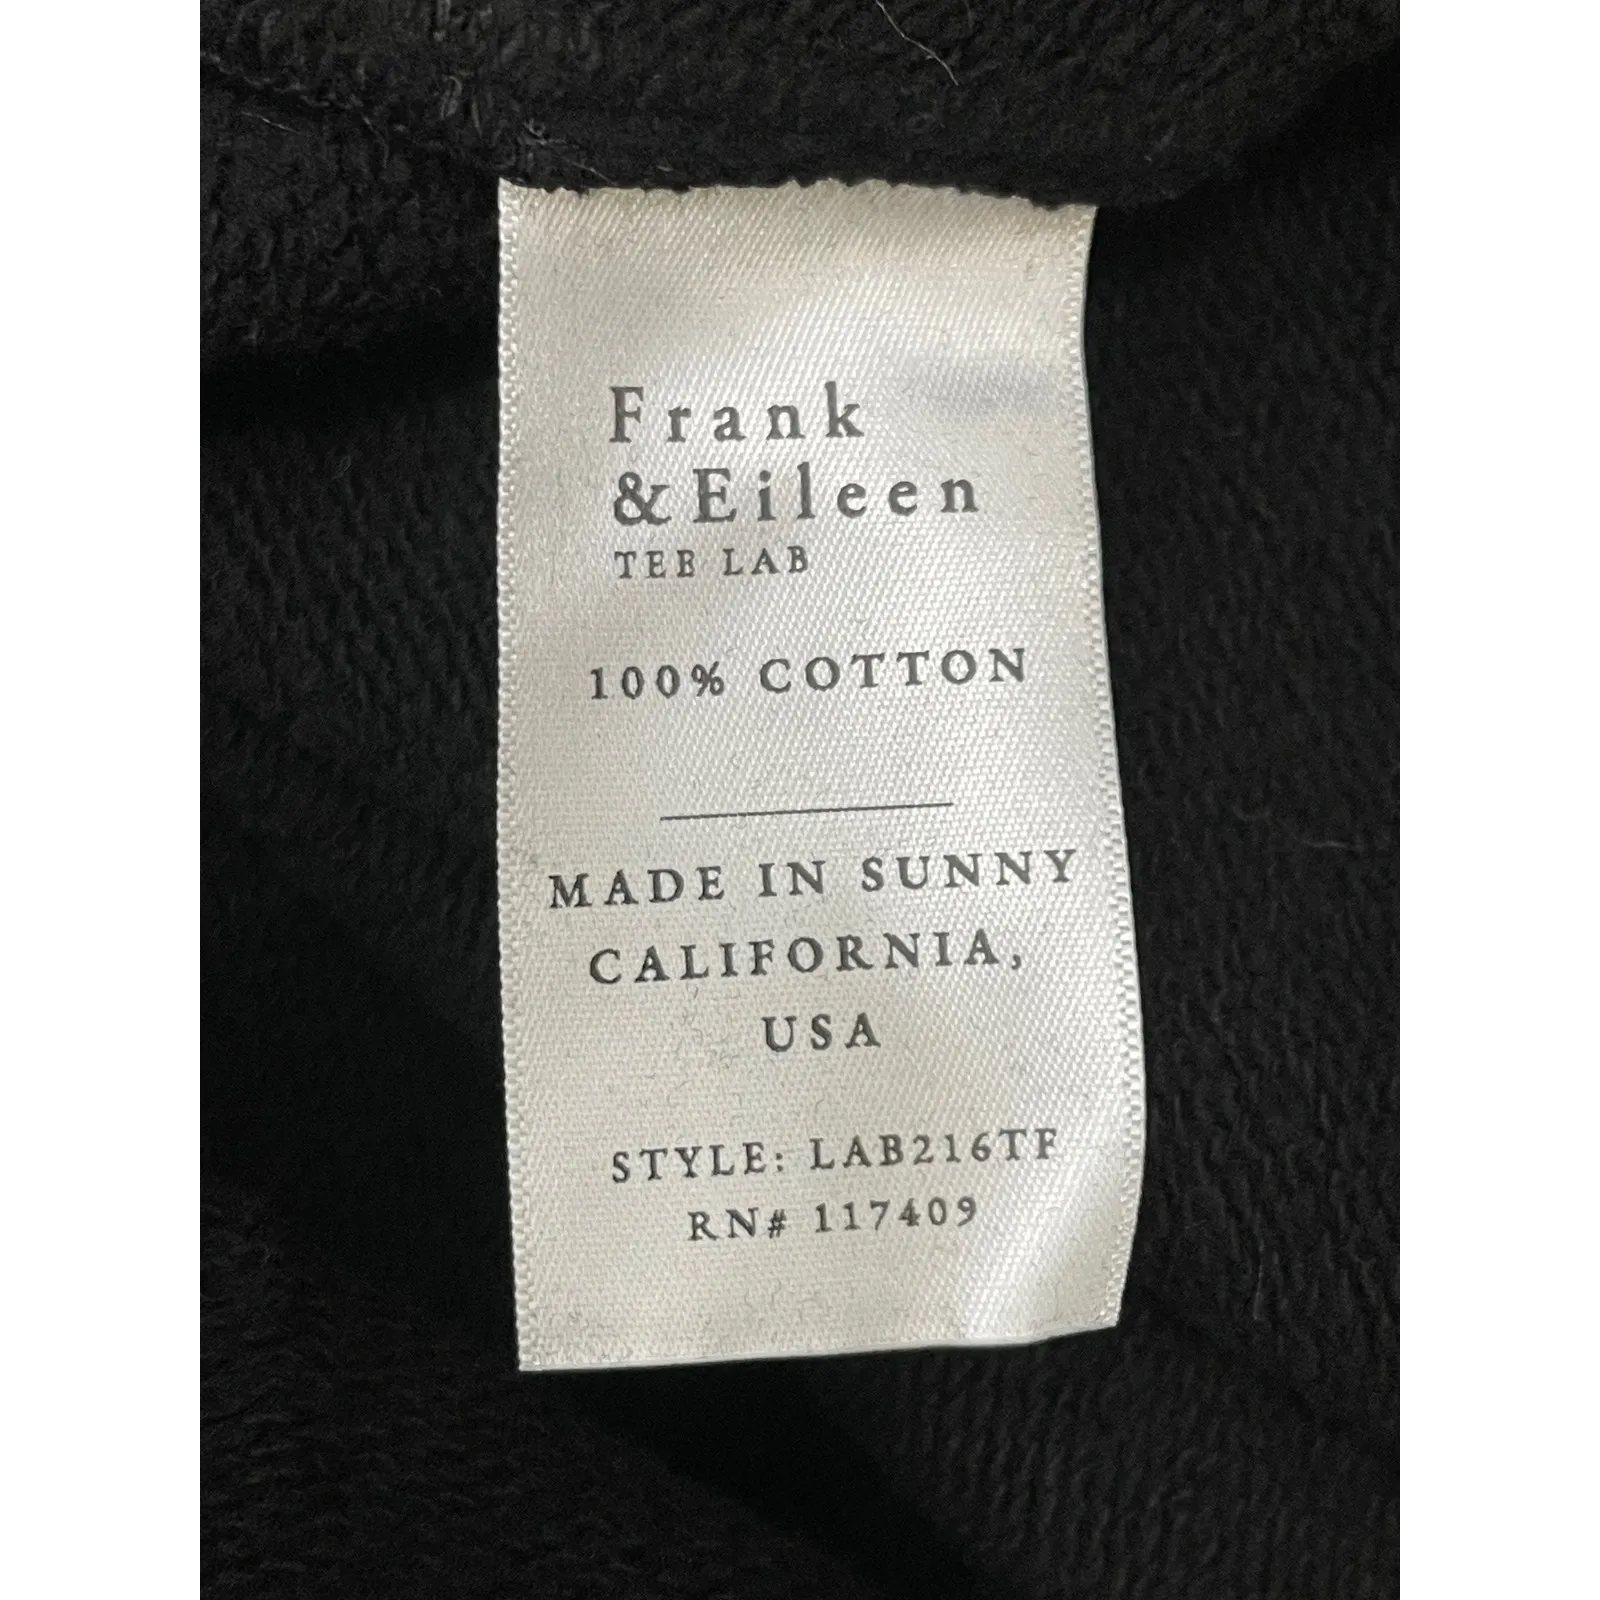 Frank
& Eileen
TEE LAB
100% COTTON
MADE IN SUNNY
CALIFORNIA,
USA
STYLE: LAB216TF
RN# 117409